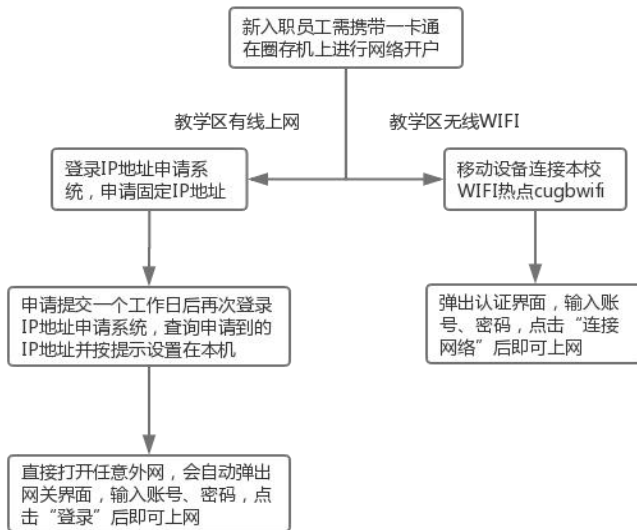 新入职员工需携带一卡通
在圈存机上进行网络开户
教学区有线上网
教学区无线WIFI
登录IP地址申请系
统，申请固定IP地址
移动设备连接本校
WIFI热点cugbwifi
申请提交一个工作日后再次登录
IP地址申请系统，查询申请到的
IP地址并按提示设置在本机
弹出认证界面，输入账
号、密码，点击“连接
网络”后即可上网
直接打开任意外网，会自动弹出
网关界面，输入账号、密码，点
击“登录”后即可上网